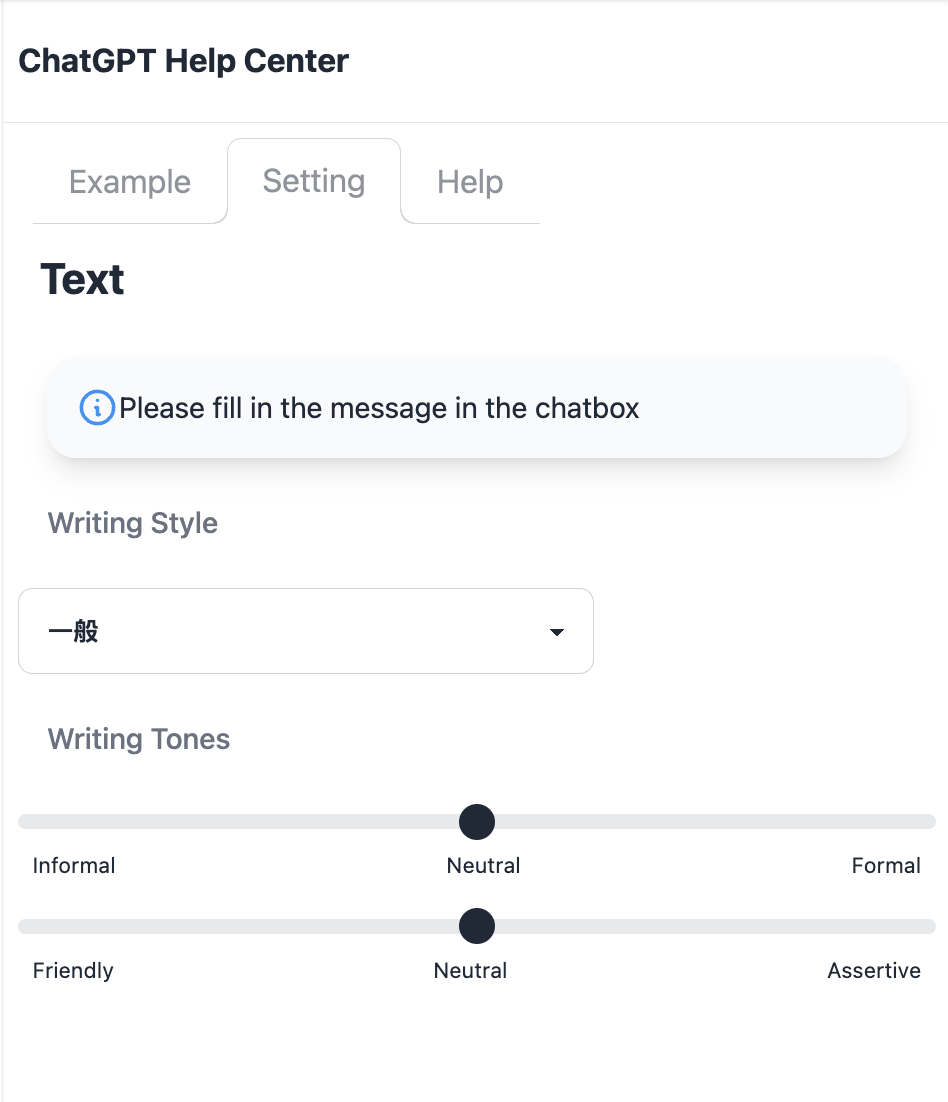 ChatGPT Help Center
Example Setting Help
Text
Please fill in the message in the chatbox
Writing Style
一般
Writing Tones
Informal Neutral Formal
Friendly Neutral Assertive